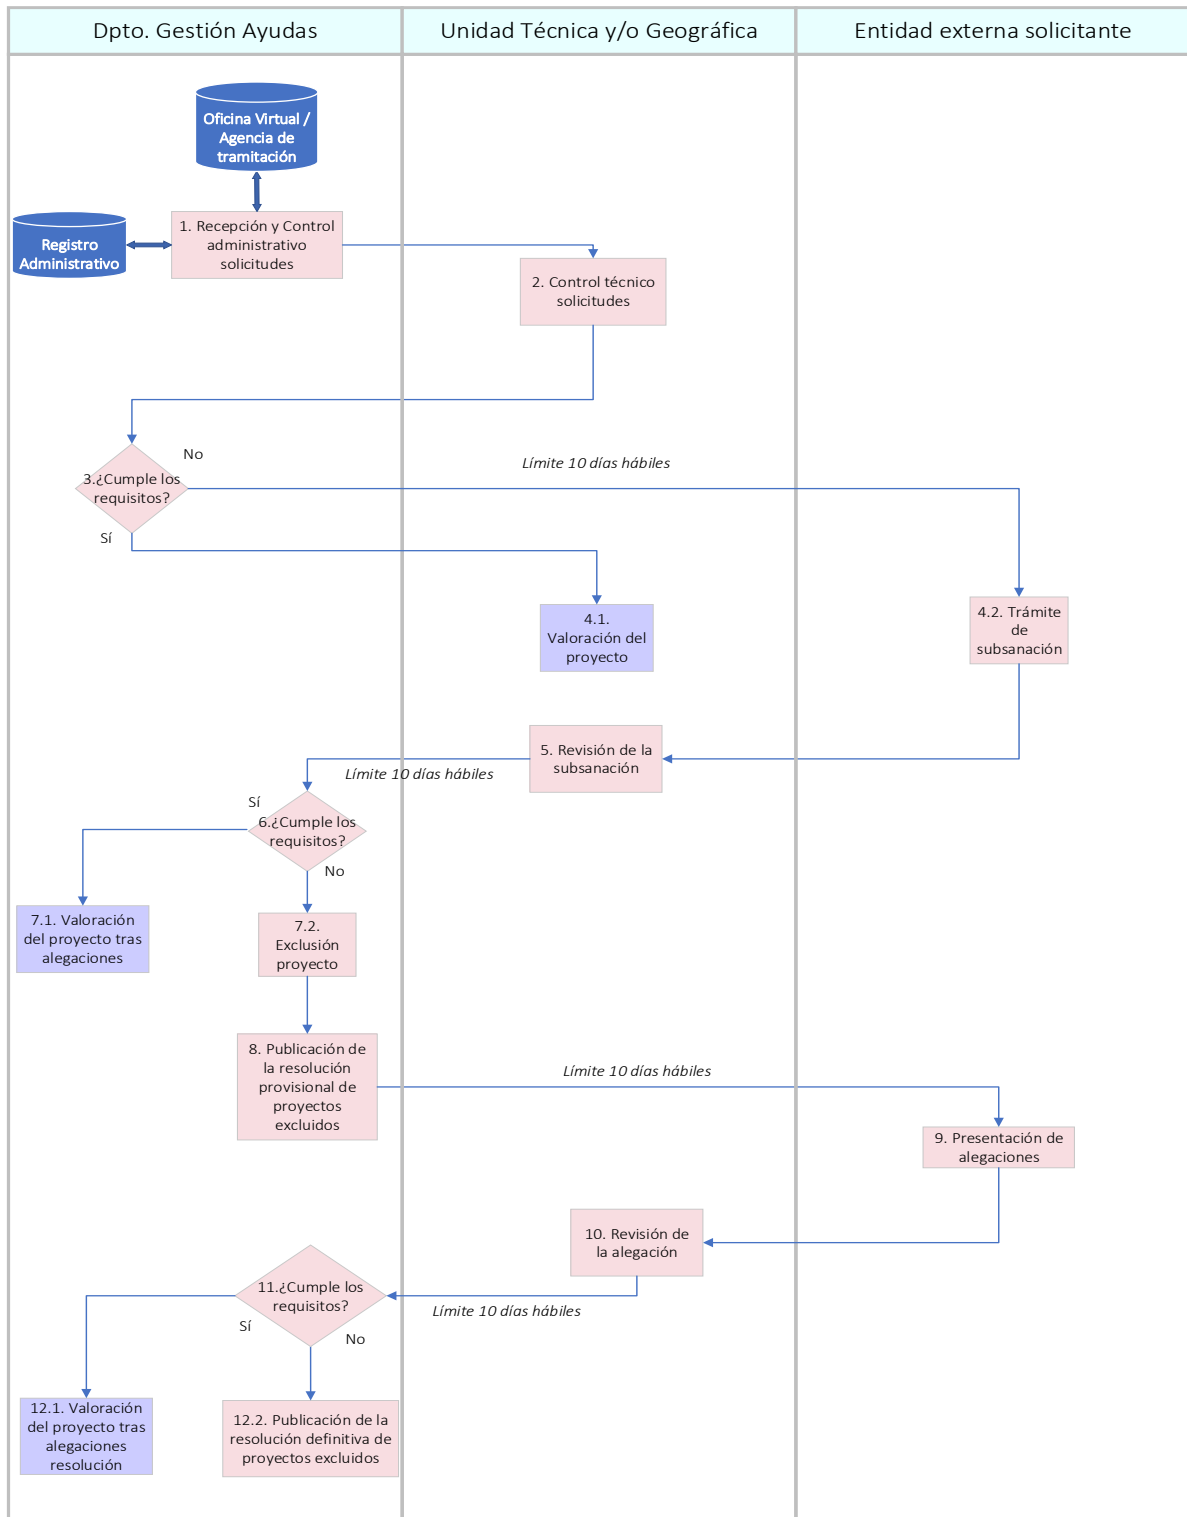 Dpto. Gestión Ayudas
Unidad Técnica y/o Geográfica
Entidad externa solicitante
Oficina Virtual /
Agencia de
tramitación
Registro
Administrativo
1. Recepción y Control
administrativo
solicitudes
2. Control técnico
solicitudes
No
Límite 10 días hábiles
3.¿Cumple los
requisitos?
Sí
4.1.
Valoración del
proyecto
4.2. Trámite
de
subsanación
5. Revisión de la
subsanación
Límite 10 días hábiles
Sí
6.¿Cumple los
requisitos?
No
7.1. Valoración
del proyecto tras
alegaciones
7.2.
Exclusión
proyecto
8. Publicación de
la resolución
provisional de
proyectos
excluidos
Límite 10 días hábiles
9. Presentación de
alegaciones
10. Revisión de
la alegación
11.¿Cumple los
requisitos?
Límite 10 días hábiles
Sí
No
12.1. Valoración
del proyecto tras
alegaciones
resolución
12.2. Publicación de la
resolución definitiva de
proyectos excluidos